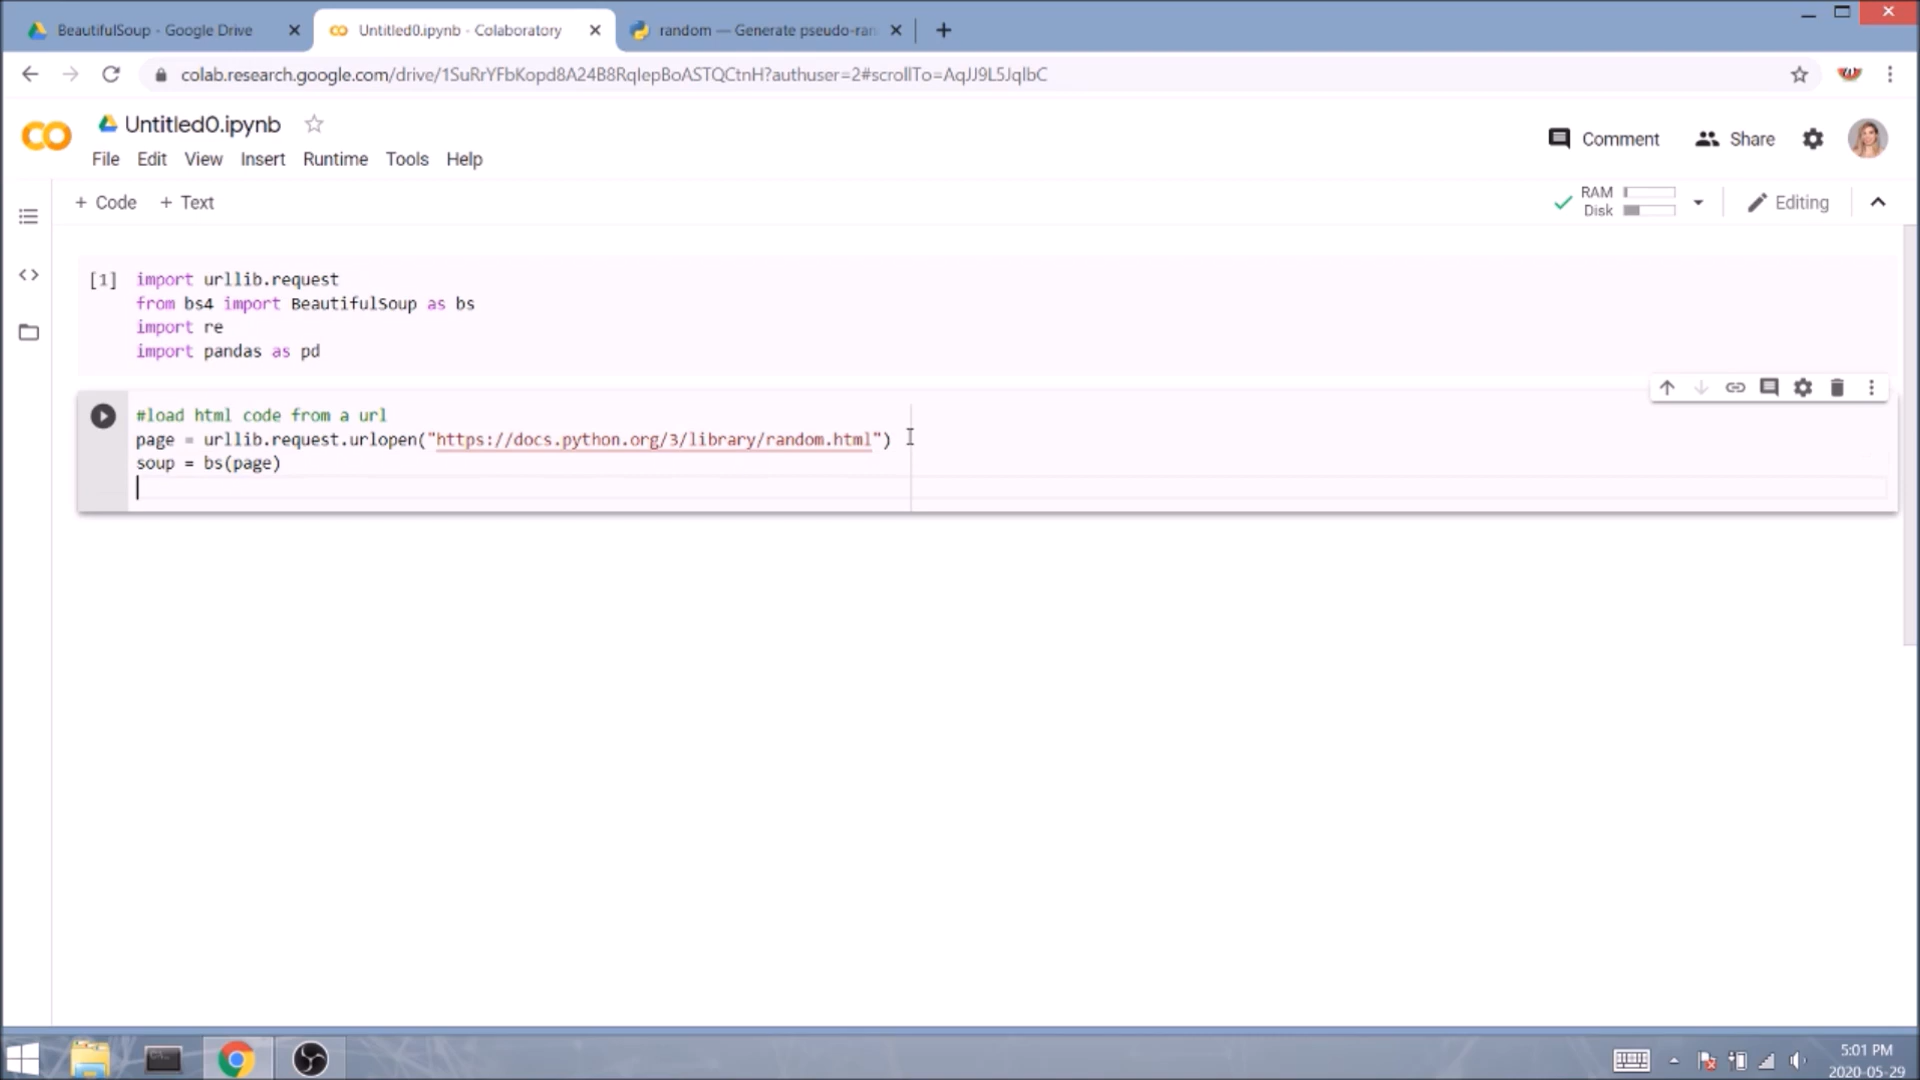 BeautifulSoup - Google Drive
Untitled0.ipynb - Colaboratory
random — Generate pseudo-ran
colab.research.google.com/drive/1SuRrYFbKopd8A24B8RqIepBoASTQCtnH?authuser=2#scrollTo=AqJJ9L5JqIbC
Untitled0.ipynb
Comment
Share
File Edit View Insert Runtime Tools Help
+ Code + Text
RAM
Disk
Editing
[1] import urllib.request
from bs4 import BeautifulSoup as bs
import re
import pandas as pd
#load html code from a url
page = urllib.request.urlopen("https://docs.python.org/3/library/random.html")
soup = bs(page)
5:01 PM
2020-05-29